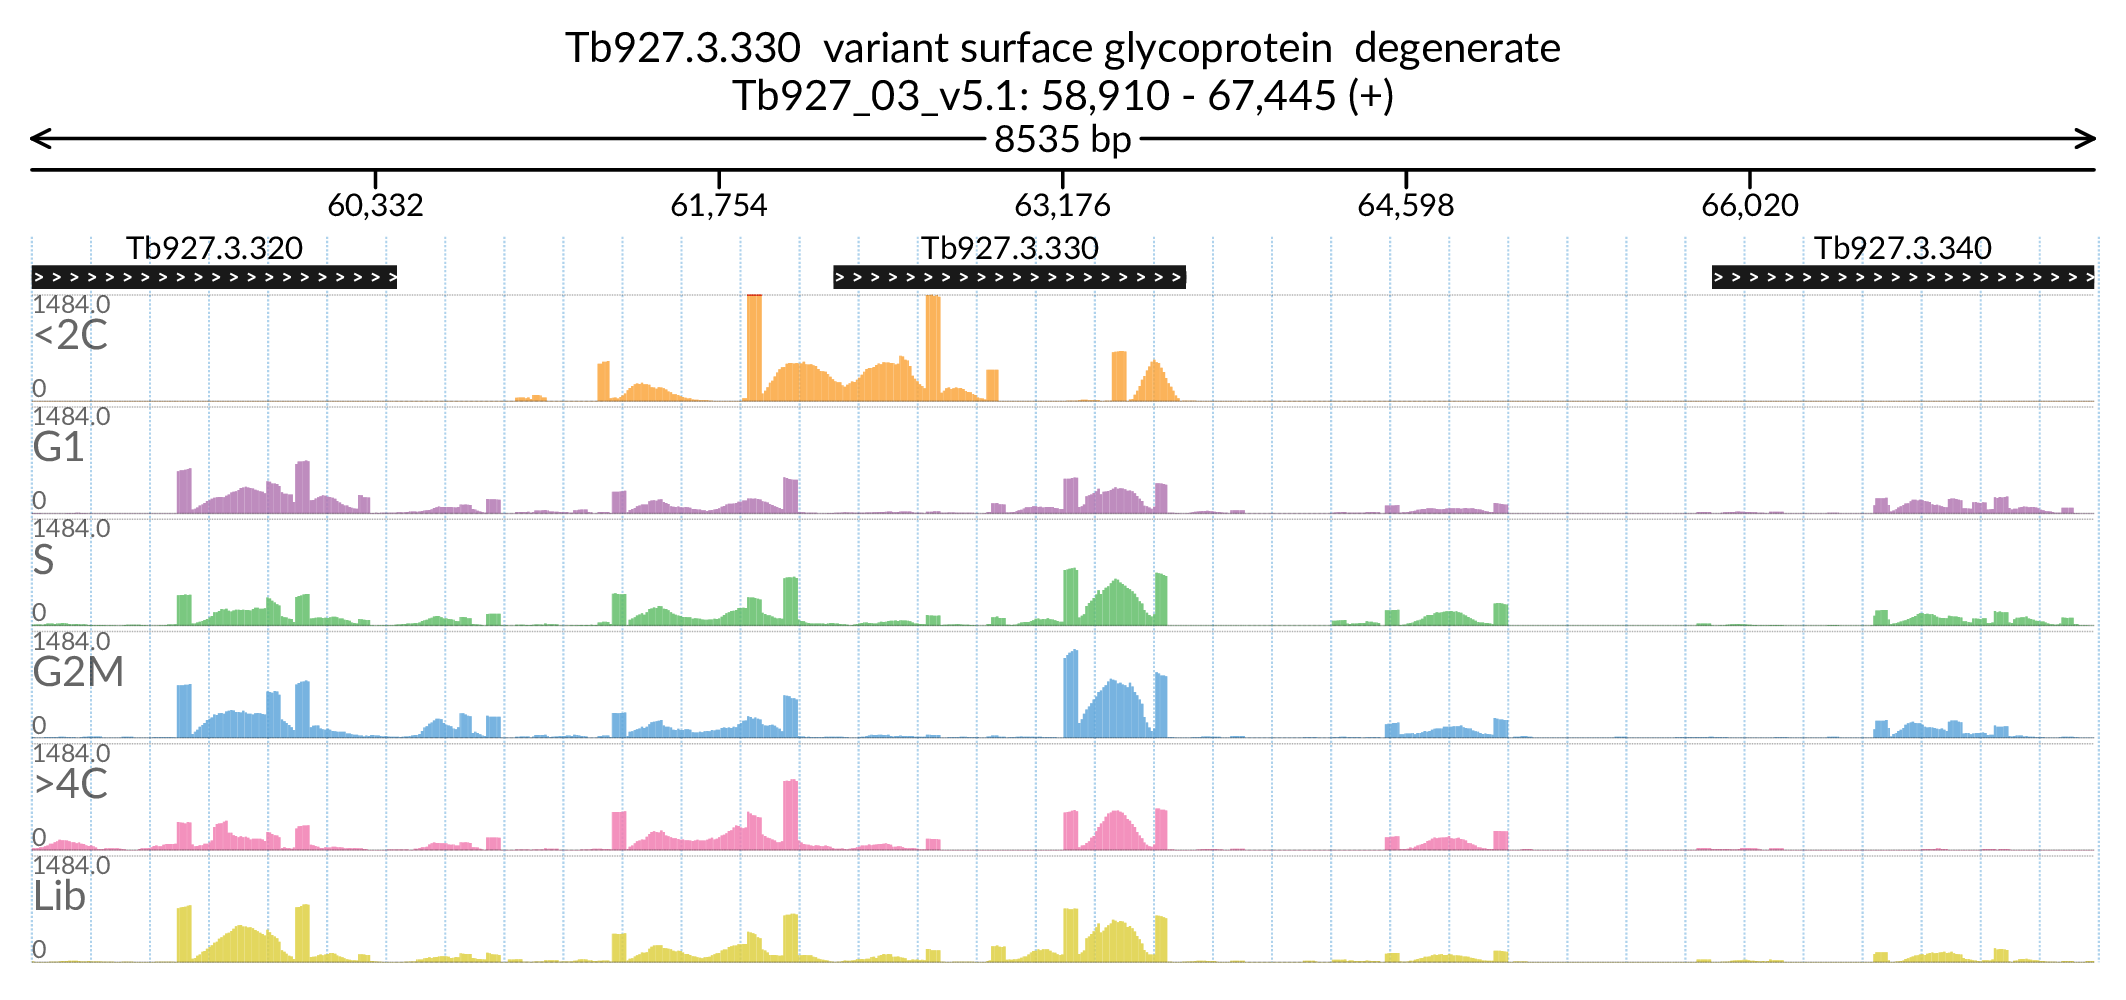 Tb927.3.330  variant surface glycoprotein  degenerate
Tb927_03_v5.1: 58,910 - 67,445 (+)
8535 bp
60,332 61,754 63,176 64,598 66,020
Tb927.3.320 Tb927.3.330 Tb927.3.340
1484.0
<2C
0
1484.0
G1
0
1484.0
S
0
1484.0
G2M
0
1484.0
>4C
0
1484.0
Lib
0